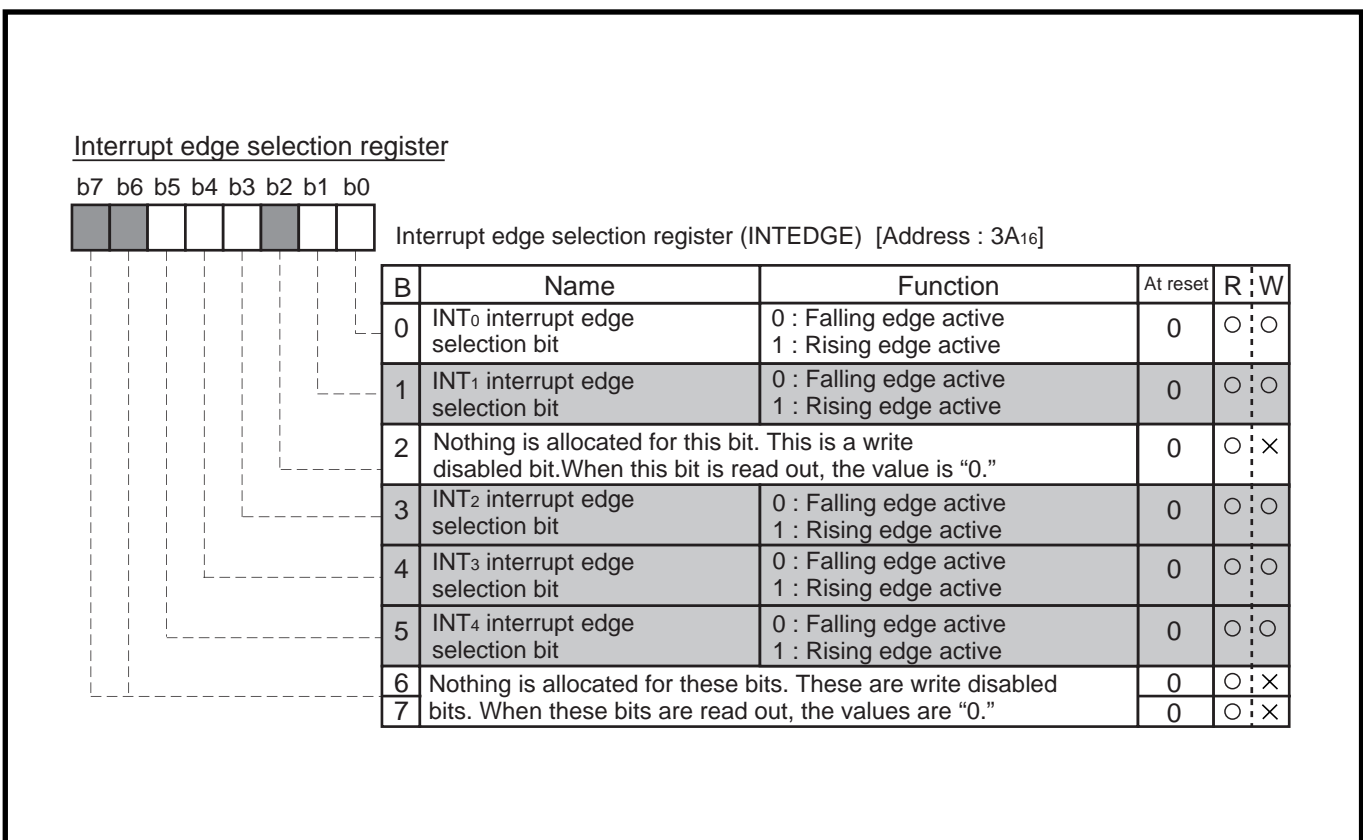 Interrupt edge selection register
b7 b6 b5 b4 b3 b2 b1 b0
Interrupt edge selection register (INTEDGE) [Address : 3A16]
B Name Function At reset R W
0 INT0 interrupt edge selection bit 0 : Falling edge active 0 ○ ○
1 : Rising edge active
1 INT1 interrupt edge selection bit 0 : Falling edge active 0 ○ ○
1 : Rising edge active
2 Nothing is allocated for this bit. This is a write 0 ○ ×
disabled bit.When this bit is read out, the value is “0.”
3 INT2 interrupt edge selection bit 0 : Falling edge active 0 ○ ○
1 : Rising edge active
4 INT3 interrupt edge selection bit 0 : Falling edge active 0 ○ ○
1 : Rising edge active
5 INT4 interrupt edge selection bit 0 : Falling edge active 0 ○ ○
1 : Rising edge active
6 Nothing is allocated for these bits. These are write disabled 0 ○ ×
7 bits. When these bits are read out, the values are “0.” 0 ○ ×